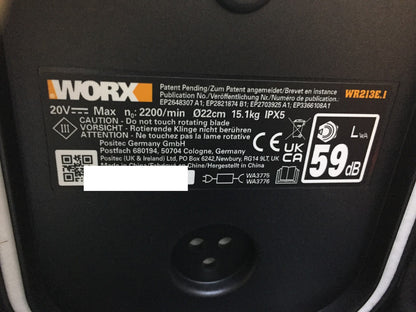 WORX
Patent Pending/Zum Patent angemeldet/Brevet en instance
Publication No./Veröffentlichung Nr./Numéro de publication.
EP2648307 A1; EP2821874 B1; EP2703925 A1; EP3366108A1
WR213E.1
20V Max n₀: 2200/min Ø22cm 15.1kg IPX5
CAUTION - Do not touch rotating blade
VORSICHT - Rotierende Klinge nicht berühren
ATTENTION - Ne touchez pas la lame rotative
Positec Germany GmbH
Postfach 680194, 50704 Cologne, Germany
Positec (UK & Ireland) Ltd, PO Box 6242, Newbury, RG14 9LT, UK
Made in China/Fabriqué en Chine/Hergestellt in China
WA3775
WA3776
CE
UK
CA
LWA
59dB